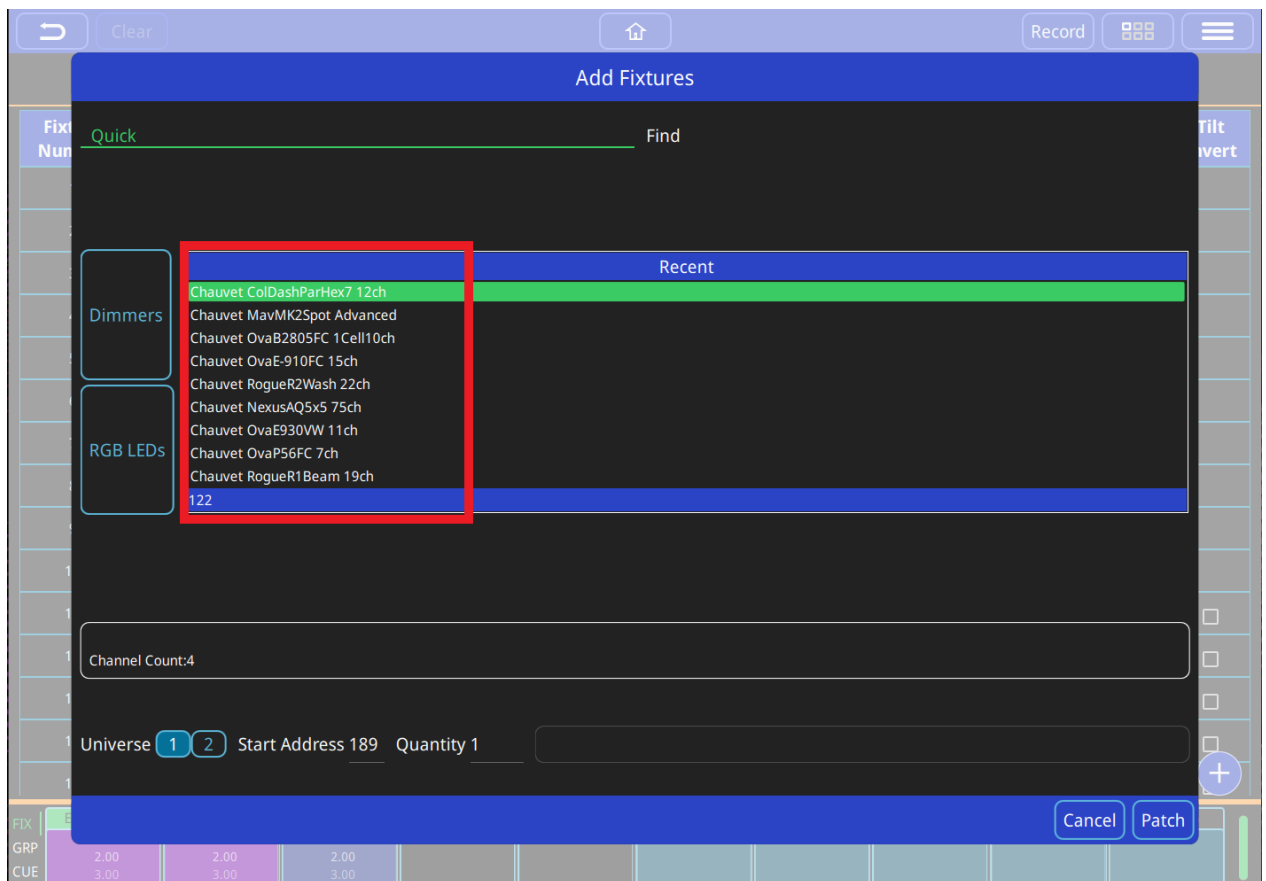 Clear
Record
Add Fixtures
Quick
Find
Tilt
Recent
Chauvet ColDashParHex7 12ch
Chauvet MavMK2Spot Advanced
Chauvet OvaB2805FC 1Cell10ch
Chauvet OvaE-910FC 15ch
Chauvet RogueR2Wash 22ch
Chauvet NexusAQ5x5 75ch
Chauvet OvaE930VW 11ch
Chauvet OvaP56FC 7ch
Chauvet RogueR1Beam 19ch
122
Dimmers
RGB LEDs
Channel Count:4
Universe 1 2 Start Address 189 Quantity 1
Cancel Patch
FIX
GRP
CUE
2.00 2.00 2.00
3.00 3.00 3.00